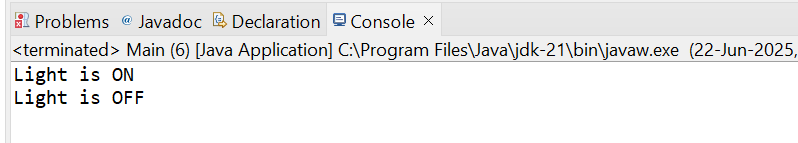 Problems @ Javadoc Declaration Console
<terminated> Main (6) [Java Application] C:\Program Files\Java\jdk-21\bin\javaw.exe (22-Jun-2025,
Light is ON
Light is OFF